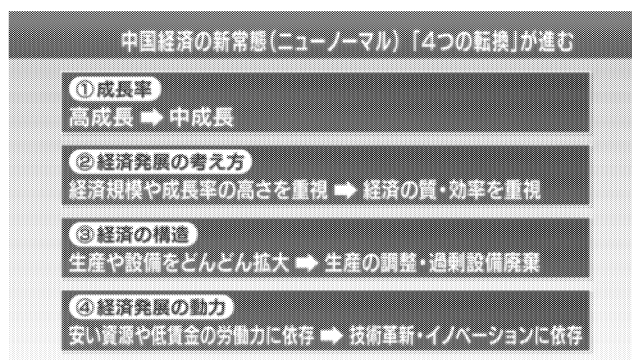 中国経済の新常態(ニューノーマル)「4つの転換」が進む
①成長率
高成長➡中成長
②経済発展の考え方
経済規模や成長率の高さを重視➡経済の質・効率を重視
③経済の構造
生産や設備をどんどん拡大➡生産の調整・過剰設備廃棄
④経済発展の動力
安い資源や低賃金の労働力に依存➡技術革新・イノベーションに依存